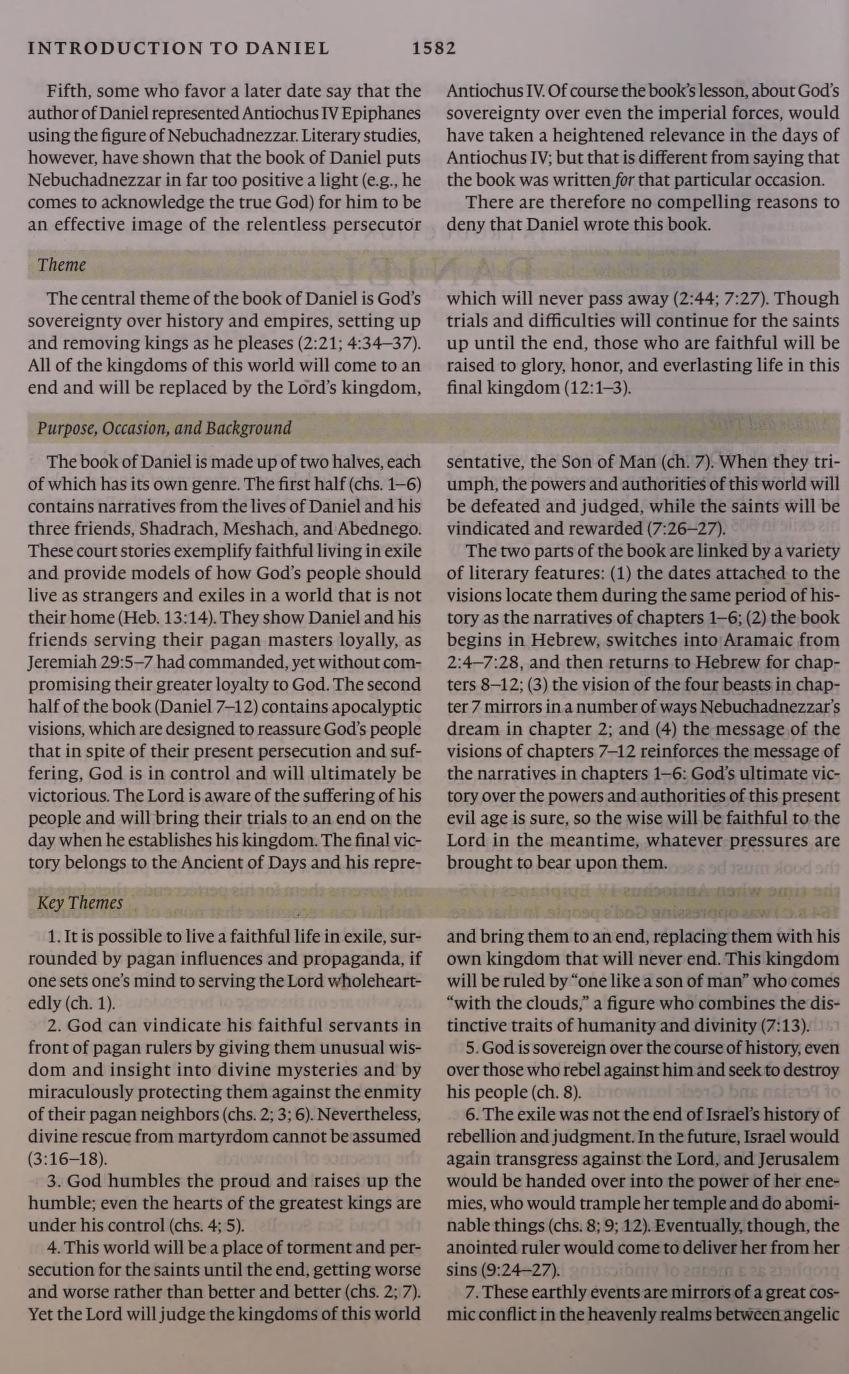 INTRODUCTION TO DANIEL 1582
Fifth, some who favor a later date say that the
author of Daniel represented Antiochus IV Epiphanes
using the figure of Nebuchadnezzar. Literary studies,
however, have shown that the book of Daniel puts
Nebuchadnezzar in far too positive a light (e.g., he
comes to acknowledge the true God) for him to be
an effective image of the relentless persecutor
Antiochus IV. Of course the book's lesson, about God's
sovereignty over even the imperial forces, would
have taken a heightened relevance in the days of
Antiochus IV; but that is different from saying that
the book was written for that particular occasion.
There are therefore no compelling reasons to
deny that Daniel wrote this book.
Theme
The central theme of the book of Daniel is God's
sovereignty over history and empires, setting up
and removing kings as he pleases (2:21; 4:34–37).
All of the kingdoms of this world will come to an
end and will be replaced by the Lord's kingdom,
which will never pass away (2:44; 7:27). Though
trials and difficulties will continue for the saints
up until the end, those who are faithful will be
raised to glory, honor, and everlasting life in this
final kingdom (12:1–3).
Purpose, Occasion, and Background
The book of Daniel is made up of two halves, each
of which has its own genre. The first half (chs. 1–6)
contains narratives from the lives of Daniel and his
three friends, Shadrach, Meshach, and Abednego.
These court stories exemplify faithful living in exile
and provide models of how God's people should
live as strangers and exiles in a world that is not
their home (Heb. 13:14). They show Daniel and his
friends serving their pagan masters loyally, as
Jeremiah 29:5–7 had commanded, yet without com-
promising their greater loyalty to God. The second
half of the book (Daniel 7–12) contains apocalyptic
visions, which are designed to reassure God's people
that in spite of their present persecution and suf-
fering, God is in control and will ultimately be
victorious. The Lord is aware of the suffering of his
people and will bring their trials to an end on the
day when he establishes his kingdom. The final vic-
tory belongs to the Ancient of Days and his repre-
sentative, the Son of Man (ch. 7). When they tri-
umph, the powers and authorities of this world will
be defeated and judged, while the saints will be
vindicated and rewarded (7:26–27).
The two parts of the book are linked by a variety
of literary features: (1) the dates attached to the
visions locate them during the same period of his-
tory as the narratives of chapters 1–6; (2) the book
begins in Hebrew, switches into Aramaic from
2:4–7:28, and then returns to Hebrew for chap-
ters 8–12; (3) the vision of the four beasts in chap-
ter 7 mirrors in a number of ways Nebuchadnezzar's
dream in chapter 2; and (4) the message of the
visions of chapters 7–12 reinforces the message of
the narratives in chapters 1–6: God's ultimate vic-
tory over the powers and authorities of this present
evil age is sure, so the wise will be faithful to the
Lord in the meantime, whatever pressures are
brought to bear upon them.
Key Themes
1. It is possible to live a faithful life in exile, sur-
rounded by pagan influences and propaganda, if
one sets one's mind to serving the Lord wholeheart-
edly (ch. 1).
2. God can vindicate his faithful servants in
front of pagan rulers by giving them unusual wis-
dom and insight into divine mysteries and by
miraculously protecting them against the enmity
of their pagan neighbors (chs. 2; 3; 6). Nevertheless,
divine rescue from martyrdom cannot be assumed
(3:16–18).
3. God humbles the proud and raises up the
humble; even the hearts of the greatest kings are
under his control (chs. 4; 5).
4. This world will be a place of torment and per-
secution for the saints until the end, getting worse
and worse rather than better and better (chs. 2; 7).
Yet the Lord will judge the kingdoms of this world
and bring them to an end, replacing them with his
own kingdom that will never end. This kingdom
will be ruled by "one like a son of man" who comes
"with the clouds," a figure who combines the dis-
tinctive traits of humanity and divinity (7:13).
5. God is sovereign over the course of history, even
over those who rebel against him and seek to destroy
his people (ch. 8).
6. The exile was not the end of Israel's history of
rebellion and judgment. In the future, Israel would
again transgress against the Lord, and Jerusalem
would be handed over into the power of her ene-
mies, who would trample her temple and do abomi-
nable things (chs. 8; 9; 12). Eventually, though, the
anointed ruler would come to deliver her from her
sins (9:24–27).
7. These earthly events are mirrors of a great cos-
mic conflict in the heavenly realms between angelic